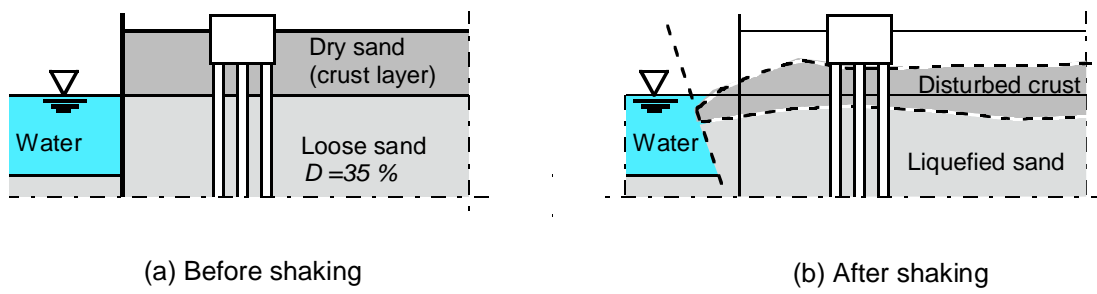 Dry sand
(crust layer)
Water
Loose sand
D =35 %
(a) Before shaking
Disturbed crust
Water
Liquefied sand
(b) After shaking